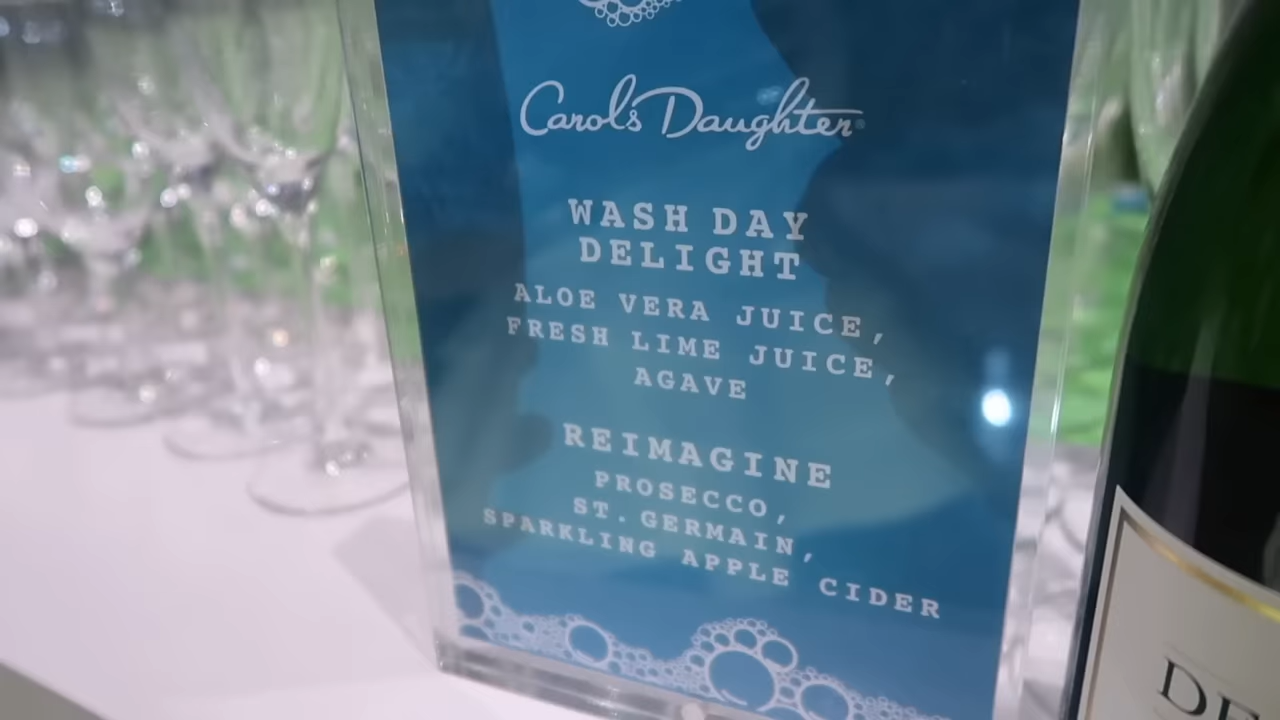 Carol's Daughter
WASH DAY
DELIGHT
ALOE VERA JUICE,
FRESH LIME JUICE,
AGAVE
REIMAGINE
PROSECCO,
ST. GERMAIN,
SPARKLING APPLE CIDER